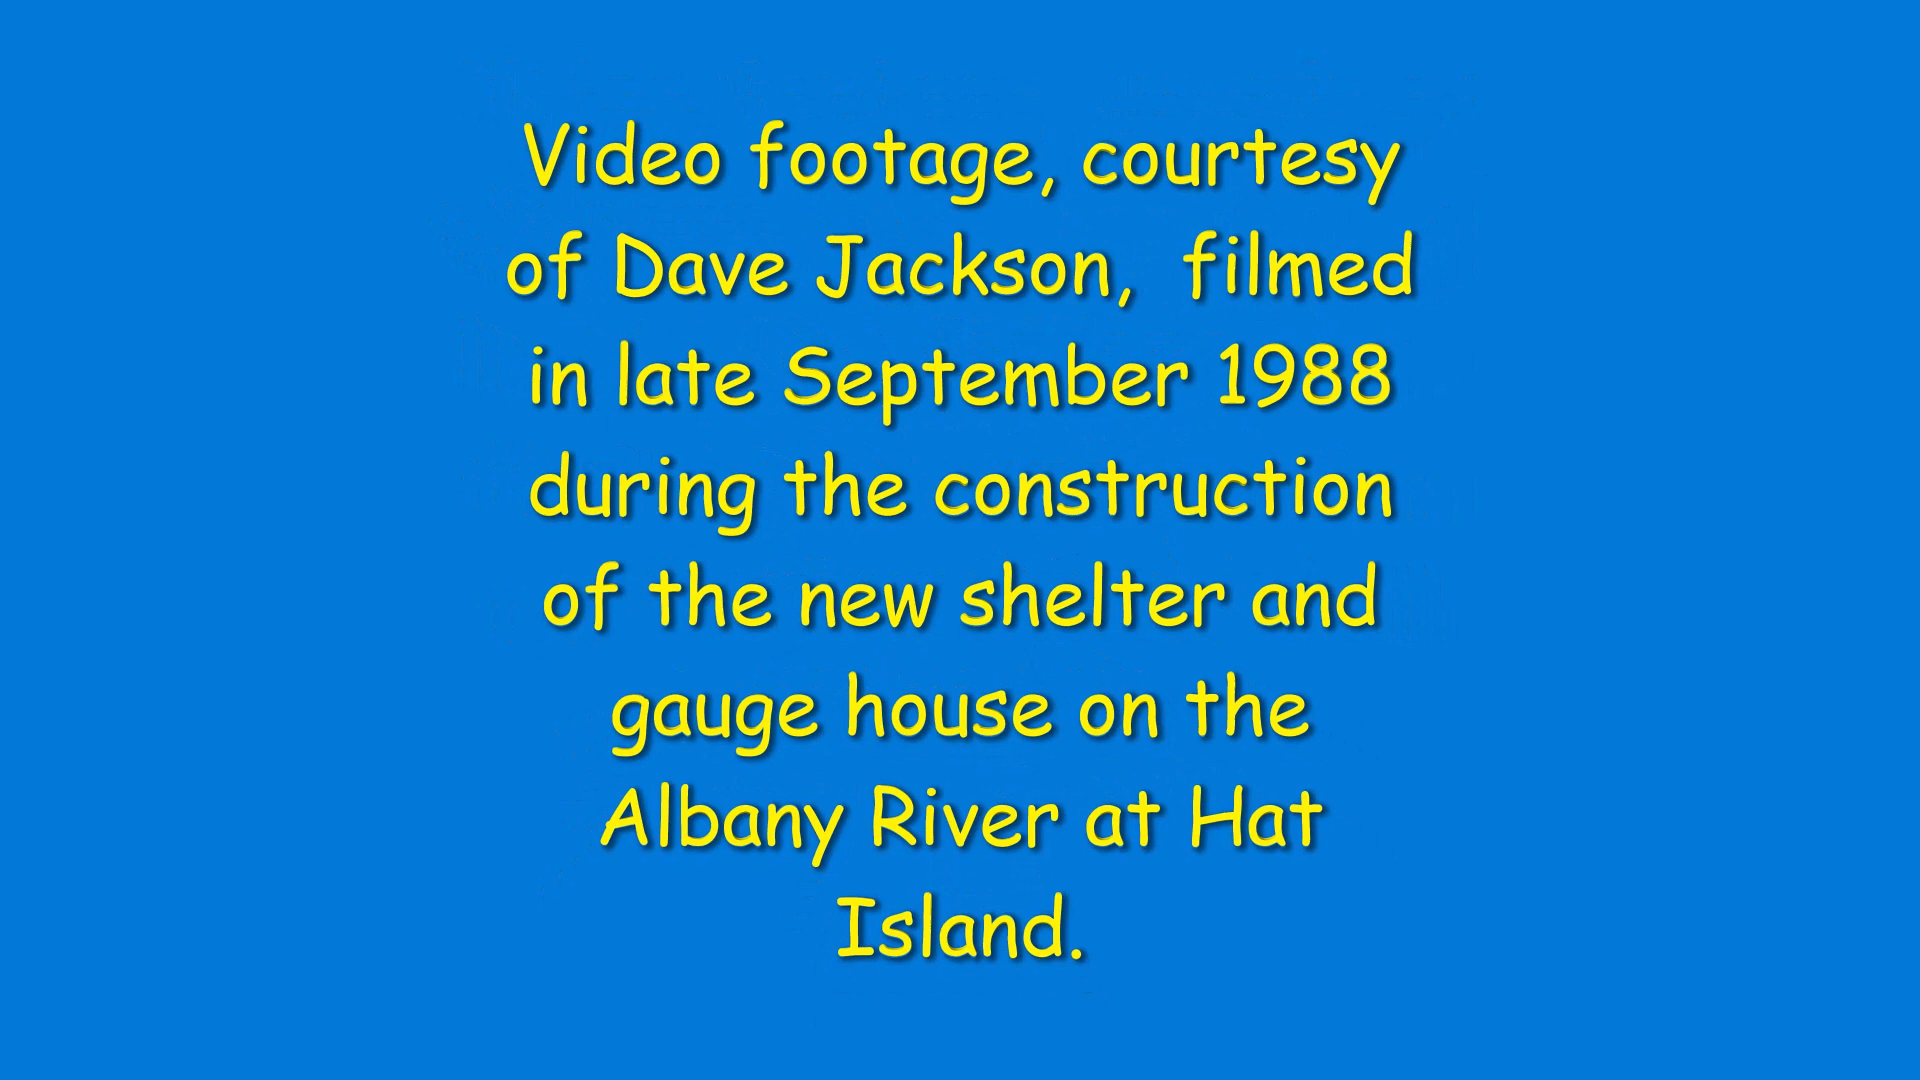 Video footage, courtesy
of Dave Jackson,  filmed
in late September 1988
during the construction
of the new shelter and
gauge house on the
Albany River at Hat
Island.